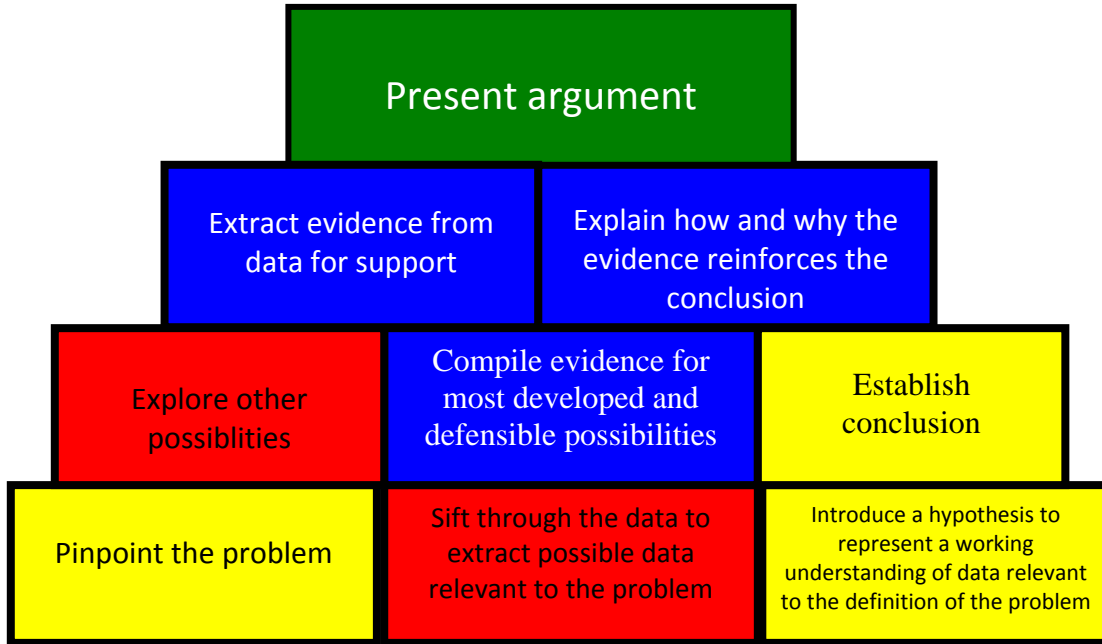 Present argument
Extract evidence from
data for support
Explain how and why the
evidence reinforces the
conclusion
Explore other
possiblities
Compile evidence for
most developed and
defensible possibilities
Establish
conclusion
Pinpoint the problem
Sift through the data to
extract possible data
relevant to the problem
Introduce a hypothesis to
represent a working
understanding of data relevant
to the definition of the problem